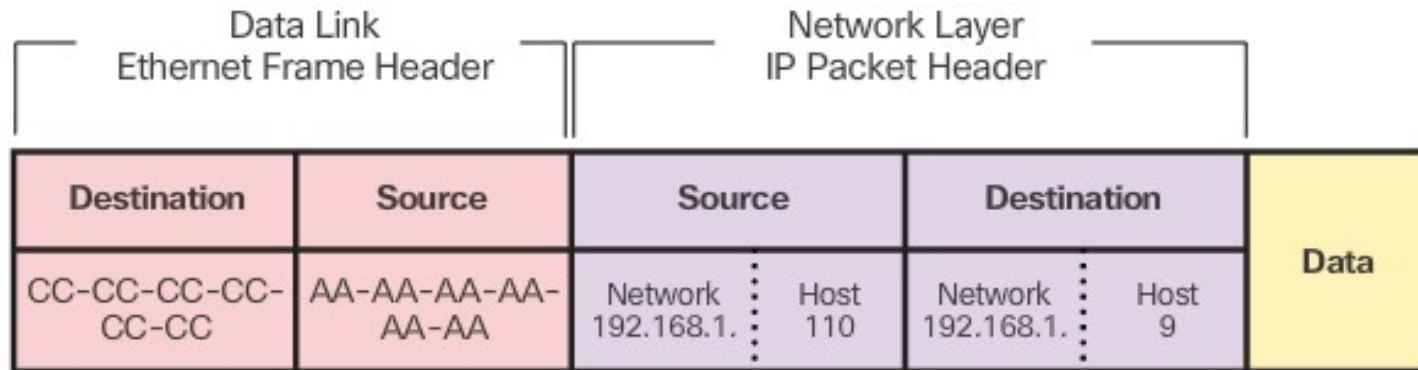 Data Link
Ethernet Frame Header
Network Layer
IP Packet Header
Destination
Source
Source
Destination
Data
CC-CC-CC-CC-
CC-CC
AA-AA-AA-AA-
AA-AA
Network
192.168.1.
Host
110
Network
192.168.1.
Host
9